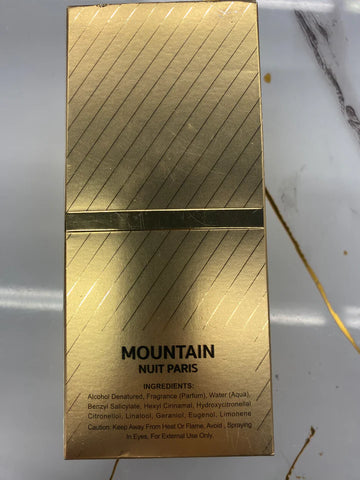 MOUNTAIN
NUIT PARIS
INGREDIENTS:
Alcohol Denatured, Fragrance (Parfum), Water (Aqua),
Benzyl Salicylate, Hexyl Cinnamal, Hydroxycitronellal
Citronellol, Linalool, Geraniol, Eugenol, Limonene
Caution: Keep Away From Heat Or Flame, Avoid , Spraying
In Eyes, For External Use Only.